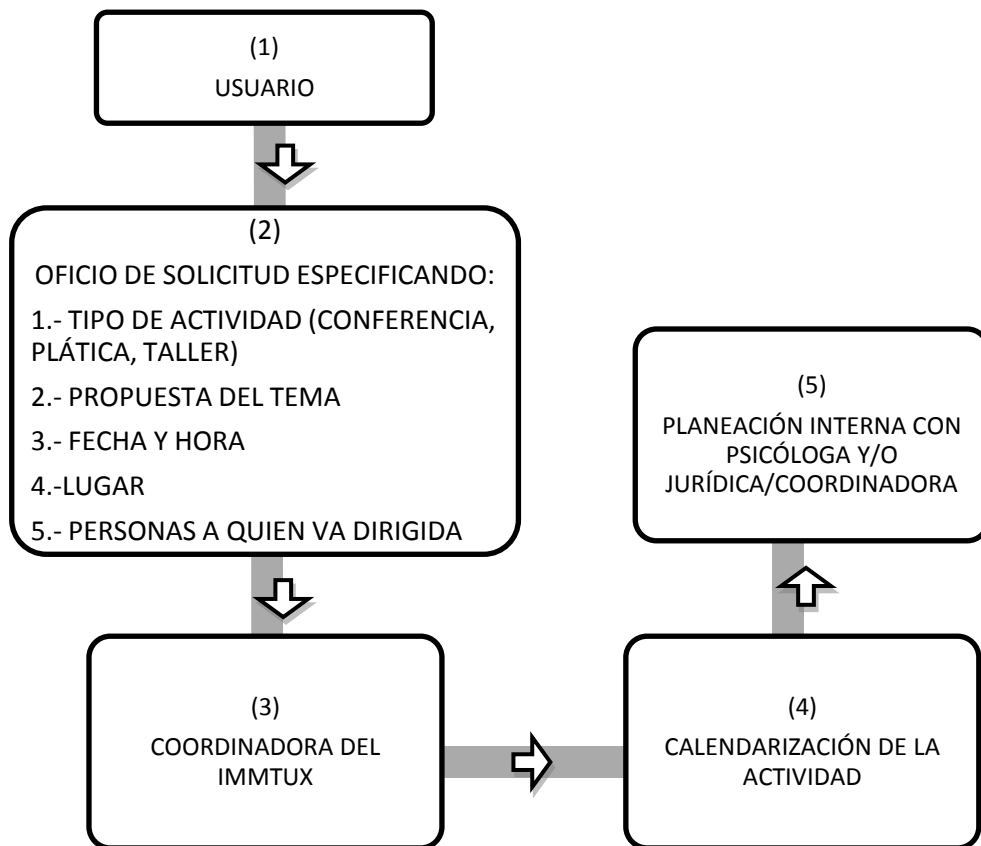 (1)
USUARIO
(2)
OFICIO DE SOLICITUD ESPECIFICANDO:
1.- TIPO DE ACTIVIDAD (CONFERENCIA,
PLÁTICA, TALLER)
2.- PROPUESTA DEL TEMA
3.- FECHA Y HORA
4.-LUGAR
5.- PERSONAS A QUIEN VA DIRIGIDA
(3)
COORDINADORA DEL
IMMTUX
(4)
CALENDARIZACIÓN DE LA
ACTIVIDAD
(5)
PLANEACIÓN INTERNA CON
PSICÓLOGA Y/O
JURÍDICA/COORDINADORA